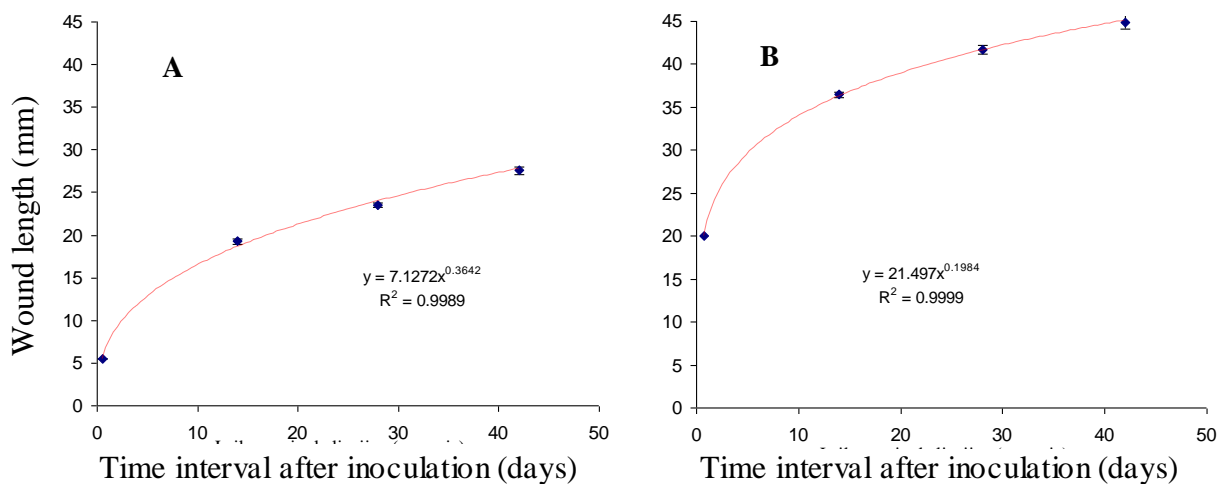 45
40
35
30
25
20
15
10
5
0
Wound length (mm)
A
y = 7.1272x^0.3642
R² = 0.9989
0 10 20 30 40 50
Time interval after inoculation (days)
45
40
35
30
25
20
15
10
5
0
B
y = 21.497x^0.1984
R² = 0.9999
0 10 20 30 40 50
Time interval after inoculation (days)